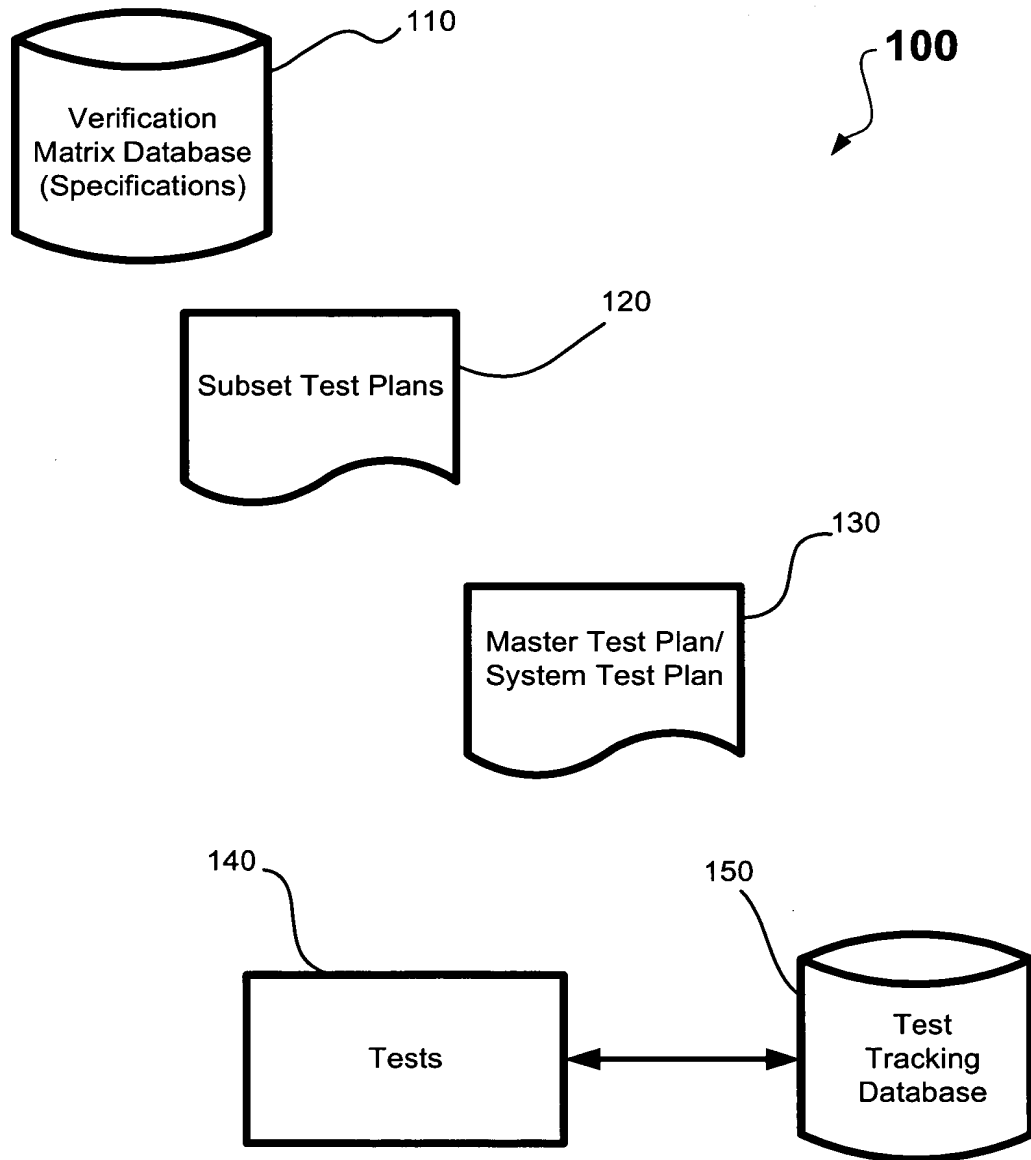 110
100
Verification
Matrix Database
(Specifications)
120
Subset Test Plans
130
Master Test Plan/
System Test Plan
140
150
Tests
Test
Tracking
Database